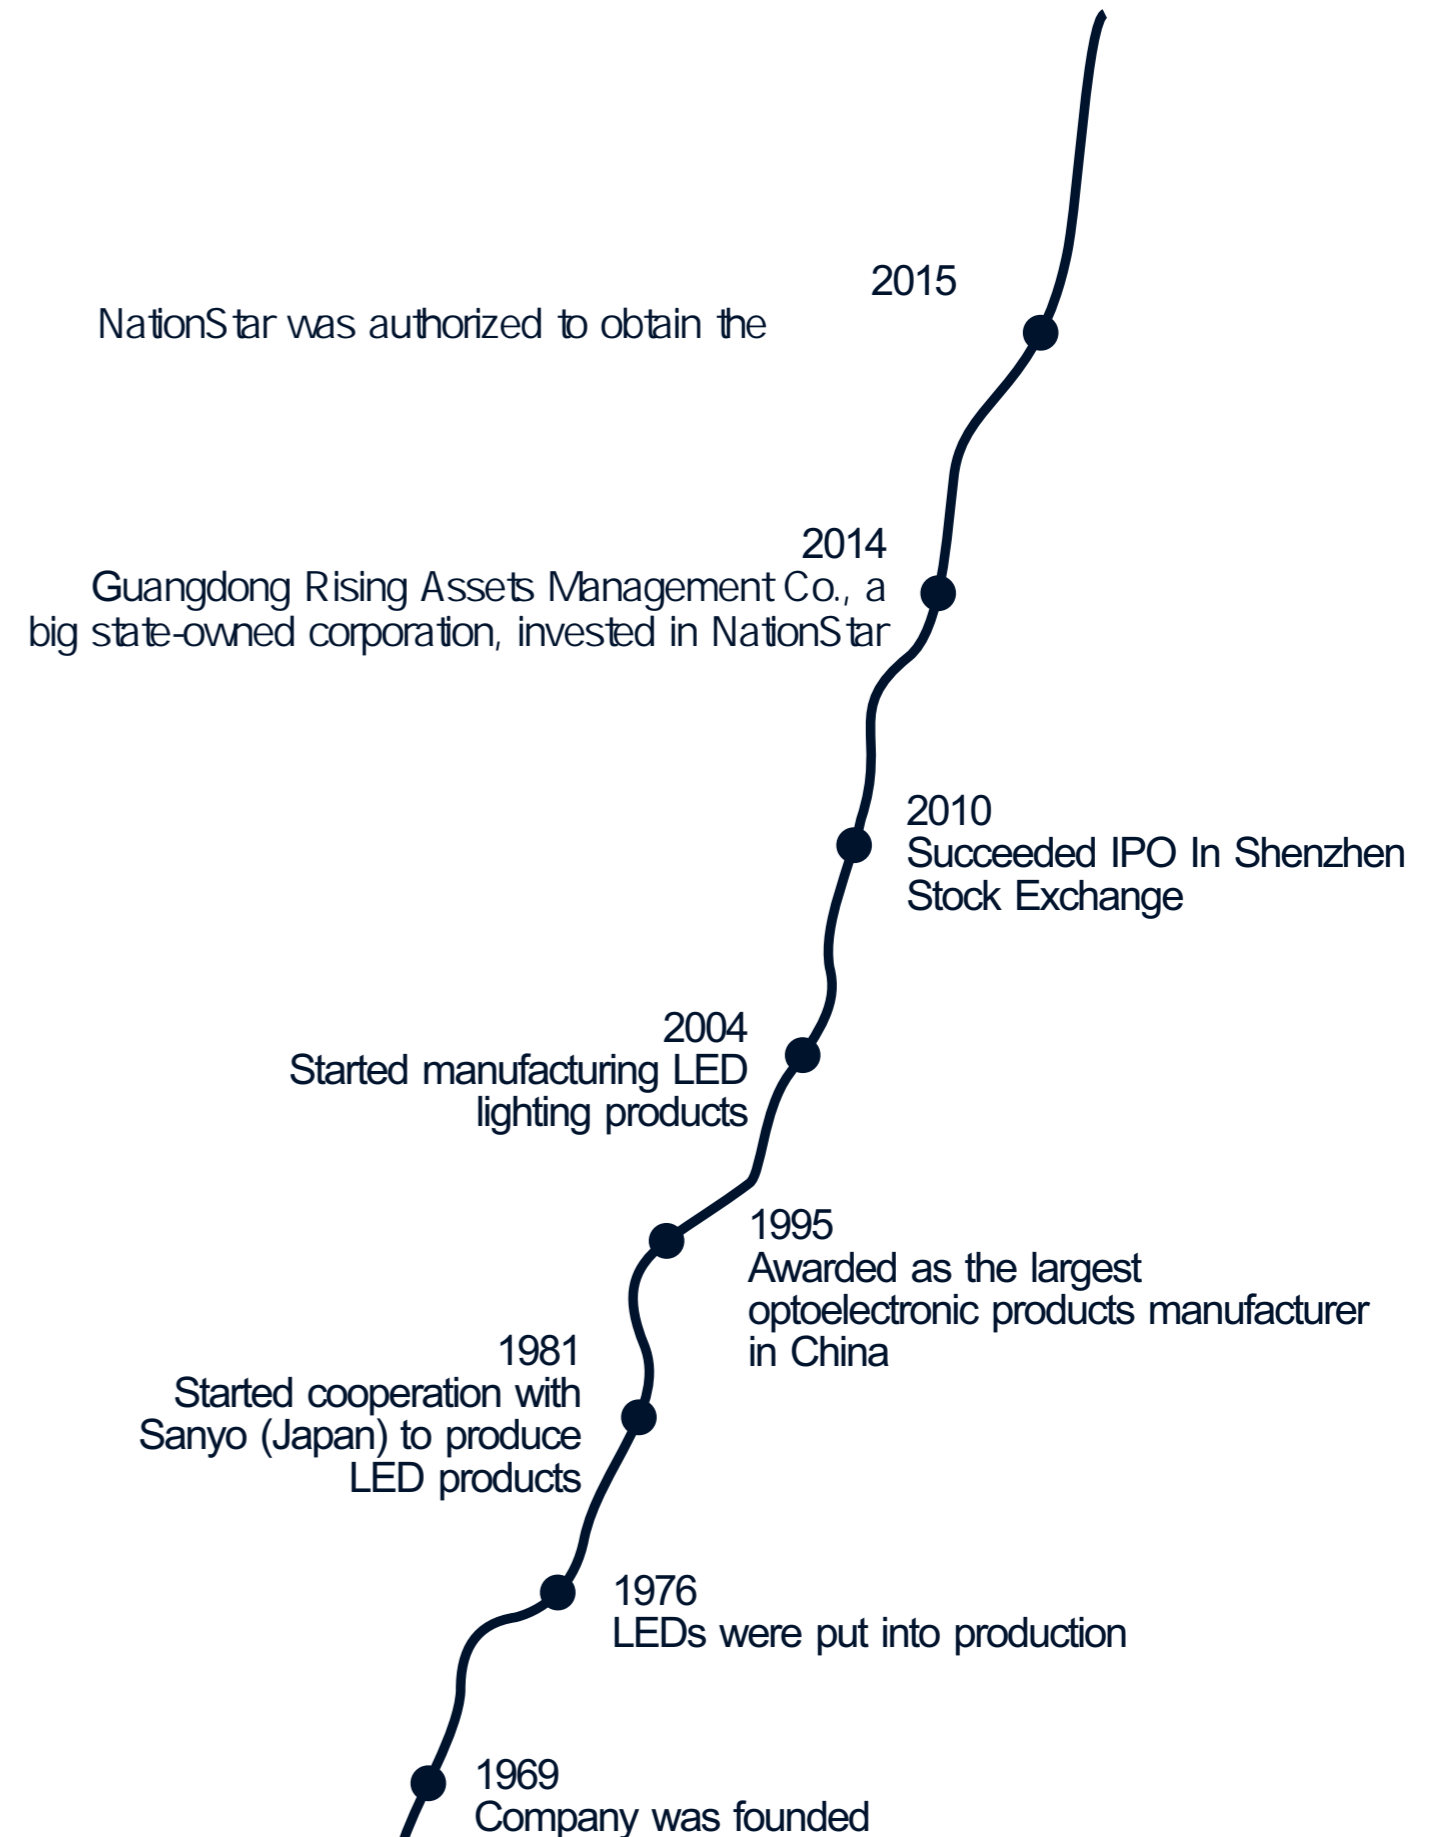 2015
NationStar was authorized to obtain the
2014
Guangdong Rising Assets Management Co., a
big state-owned corporation, invested in NationStar
2010
Succeeded IPO In Shenzhen
Stock Exchange
2004
Started manufacturing LED
lighting products
1995
Awarded as the largest
optoelectronic products manufacturer
in China
1981
Started cooperation with
Sanyo (Japan) to produce
LED products
1976
LEDs were put into production
1969
Company was founded